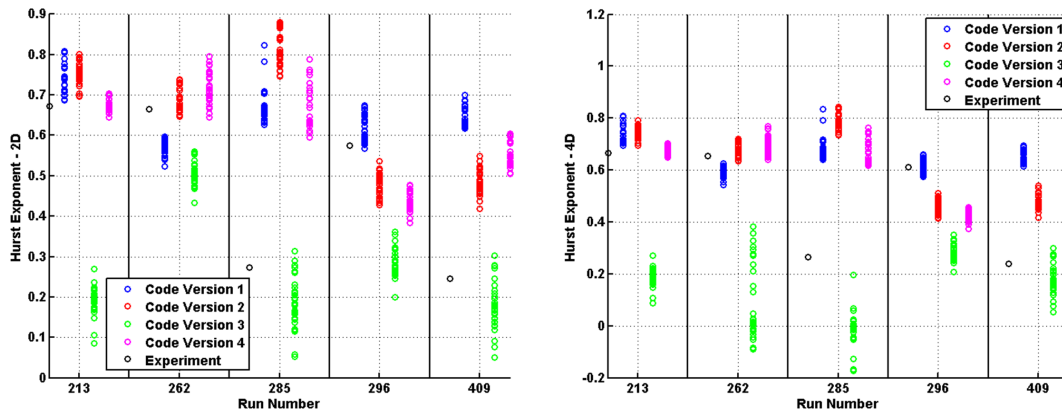 0.9
0.8
0.7
0.6
0.5
0.4
0.3
0.2
0.1
0
Hurst Exponent - 2D
Code Version 1
Code Version 2
Code Version 3
Code Version 4
Experiment
213
262
285
296
409
Run Number
1.2
1
0.8
0.6
0.4
0.2
0
-0.2
Hurst Exponent - 4D
Code Version 1
Code Version 2
Code Version 3
Code Version 4
Experiment
213
262
285
296
409
Run Number